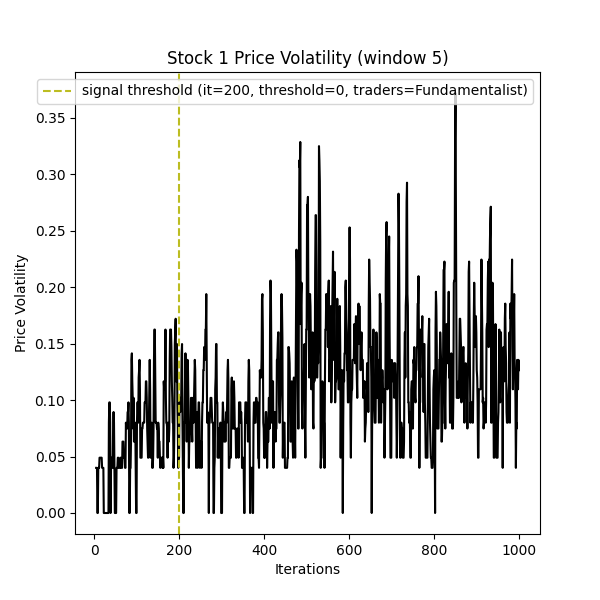 Stock 1 Price Volatility (window 5)
signal threshold (it=200, threshold=0, traders=Fundamentalist)
Price Volatility
0.35
0.30
0.25
0.20
0.15
0.10
0.05
0.00
0 200 400 600 800 1000
Iterations